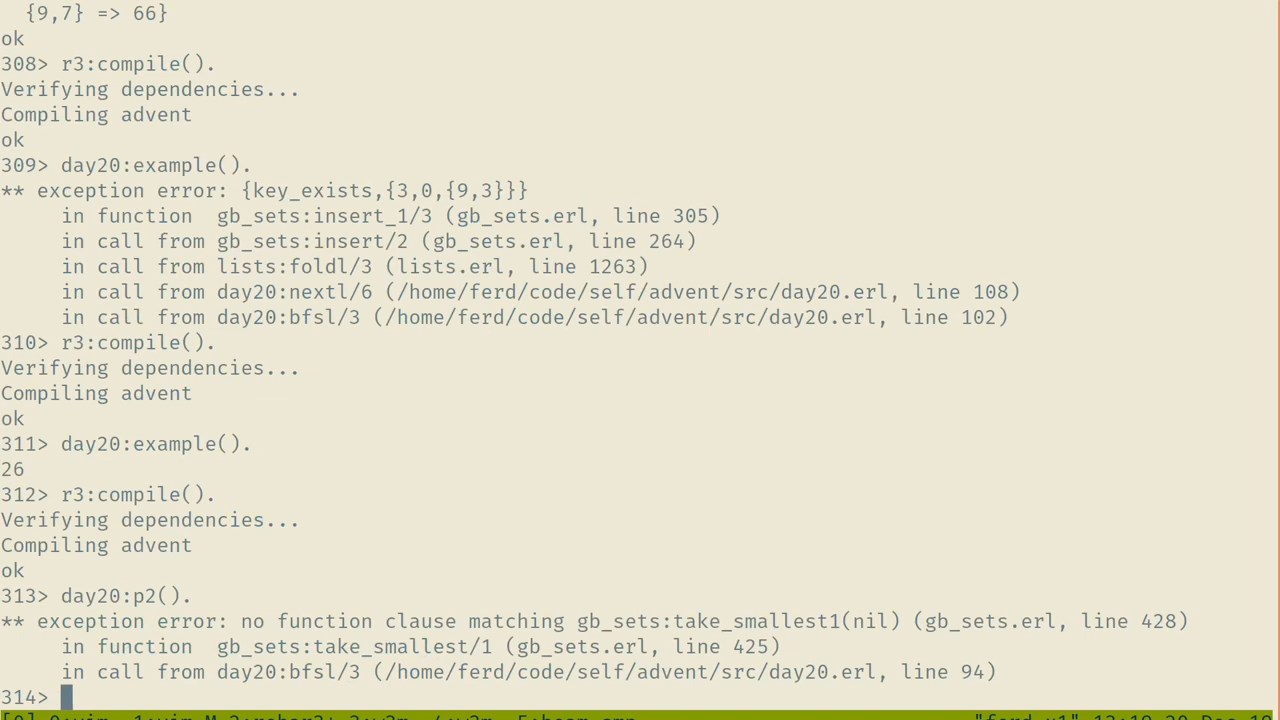 {9,7} => 66}
ok
308> r3:compile().
Verifying dependencies...
Compiling advent
ok
309> day20:example().
** exception error: {key_exists,{3,0,{9,3}}}
in function  gb_sets:insert_1/3 (gb_sets.erl, line 305)
in call from gb_sets:insert/2 (gb_sets.erl, line 264)
in call from lists:foldl/3 (lists.erl, line 1263)
in call from day20:nextl/6 (/home/ferd/code/self/advent/src/day20.erl, line 108)
in call from day20:bfsl/3 (/home/ferd/code/self/advent/src/day20.erl, line 102)
310> r3:compile().
Verifying dependencies...
Compiling advent
ok
311> day20:example().
26
312> r3:compile().
Verifying dependencies...
Compiling advent
ok
313> day20:p2().
** exception error: no function clause matching gb_sets:take_smallest1(nil) (gb_sets.erl, line 428)
in function  gb_sets:take_smallest/1 (gb_sets.erl, line 425)
in call from day20:bfsl/3 (/home/ferd/code/self/advent/src/day20.erl, line 94)
314>